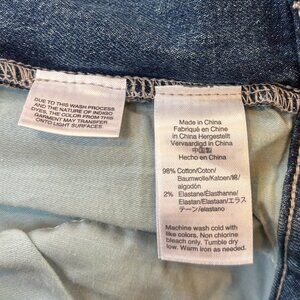 DUE TO THIS WASH PROCESS
AND THE NATURE OF INDIGO
DYES, THE COLOR FROM THIS
GARMENT MAY TRANSFER
ONTO LIGHT SURFACES
Made in China
Fabriqué en Chine
in China Hergestellt
Vervaardigd in China
中国製
Hecho en China
98% Cotton/Coton/
Baumwolle/Katoen/綿/
algodón
2% Elastane/Élasthanne/
Elastan/Elastaan/エラス
テーン/elastano
Machine wash cold with
like colors. Non chlorine
bleach only. Tumble dry
low. Warm iron as needed.